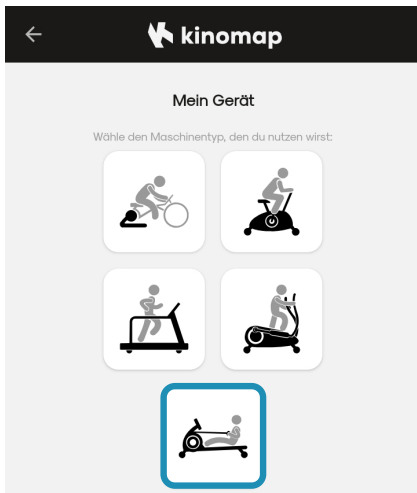 kinomap
Mein Gerät
Wähle den Maschinentyp, den du nutzen wirst: